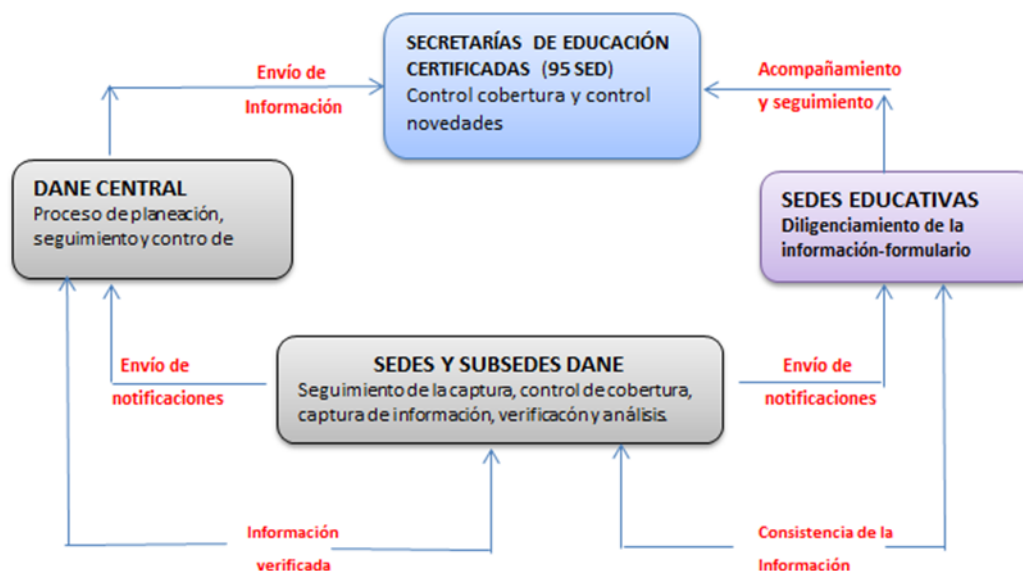 SECRETARÍAS DE EDUCACIÓN
CERTIFICADAS (95 SED)
Control cobertura y control
novedades
Envío de
Información
Acompañamiento
y seguimiento
DANE CENTRAL
Proceso de planeación,
seguimiento y contro de
SEDES EDUCATIVAS
Diligenciamiento de la
información-formulario
Envío de
notificaciones
SEDES Y SUBSEDES DANE
Seguimiento de la captura, control de cobertura,
captura de información, verificacón y análisis.
Envío de
notificaciones
Información
verificada
Consistencia de la
Información